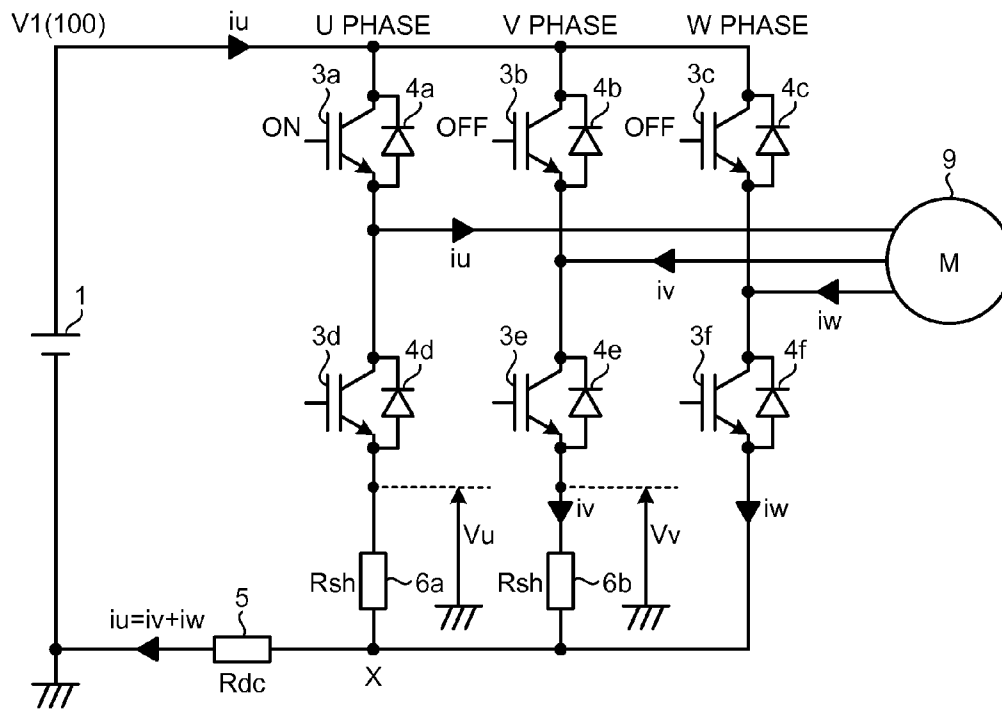 V1(100)
iu
U PHASE
V PHASE
W PHASE
3a
4a
3b
4b
3c
4c
ON
OFF
OFF
9
M
iu
iv
iw
1
3d
4d
3e
4e
3f
4f
Vu
iv
Vv
iw
Rsh
6a
Rsh
6b
iu=iv+iw
5
Rdc
X